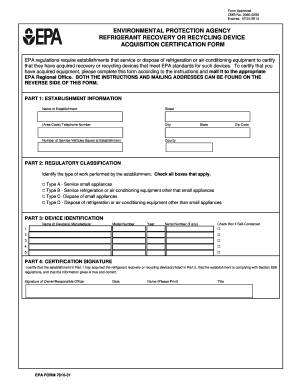 Form Approved
OMB No. 2060-0256
Expires
EPA
ENVIRONMENTAL PROTECTION AGENCY
REFRIGERANT RECOVERY OR RECYCLING DEVICE
ACQUISITION CERTIFICATION FORM
EPA regulations require establishments that service or dispose of refrigeration or air-conditioning equipment to certify
that they have acquired recovery or recycling devices that meet EPA standards for such devices. To certify that you
have acquired equipment, please complete this form according to the instructions and mail it to the appropriate
EPA Regional Office. BOTH THE INSTRUCTIONS AND MAILING ADDRESSES CAN BE FOUND ON THE
REVERSE SIDE OF THIS FORM.
PART 1: ESTABLISHMENT INFORMATION
Name of Establishment Street
(Area Code) Telephone Number City State Zip Code
Number of Service Vehicles Based at Establishment County
PART 2: REGULATORY CLASSIFICATION
Identify the type of work performed by the establishment. Check all boxes that apply.
Type A - Service small appliances
Type B - Service refrigeration or air-conditioning equipment other than small appliances
Type C - Dispose of small appliances
Type D - Dispose of refrigeration or air-conditioning equipment other than small appliances
PART 3: DEVICE IDENTIFICATION
Name of Device(s) Manufacturer Model Number Year Serial Number (if any) Check Box if Self-Contained
1.
2.
3.
4.
5.
PART 4: CERTIFICATION SIGNATURE
I certify that the establishment in Part 1 has acquired the refrigerant recovery or recycling device(s) listed in Part 3, that the establishment is complying with Section 608
regulations, and that the information given is true and correct.
Signature of Owner/Responsible Officer Date Name (Please Print) Title
EPA FORM 7610-31